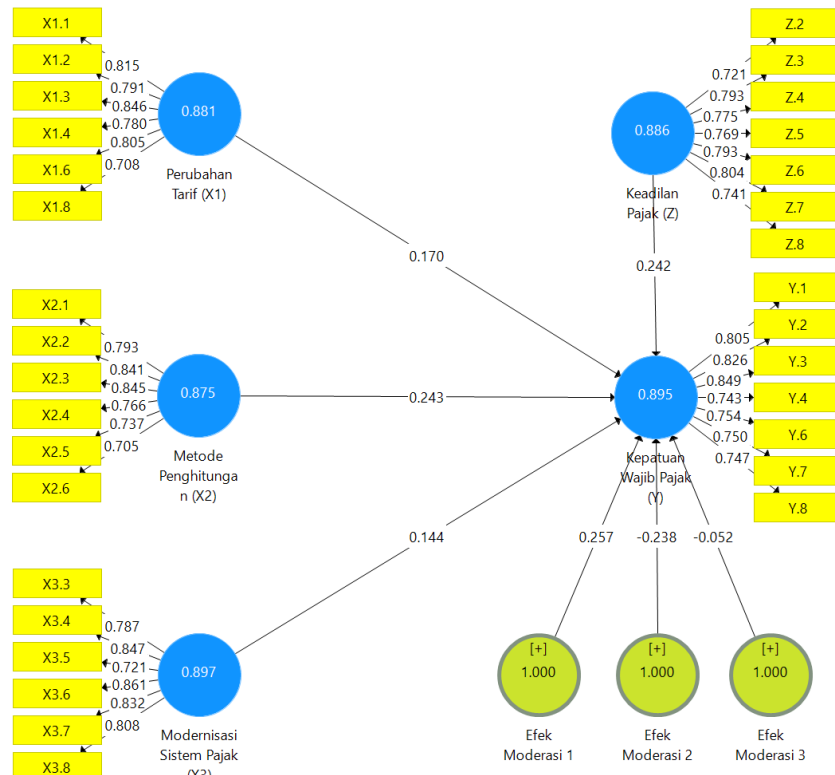 X1.1
X1.2
X1.3
X1.4
X1.6
X1.8
0.815
0.791
0.846
0.780
0.805
0.708
0.881
Perubahan
Tarif (X1)
0.170
Z.2
Z.3
Z.4
Z.5
Z.6
Z.7
Z.8
0.721
0.793
0.775
0.769
0.793
0.804
0.741
0.886
Keadilan
Pajak (Z)
0.242
X2.1
X2.2
X2.3
X2.4
X2.5
X2.6
0.793
0.841
0.845
0.766
0.737
0.705
0.875
Metode
Penghitunga
n (X2)
0.243
Y.1
Y.2
Y.3
Y.4
Y.6
Y.7
Y.8
0.805
0.826
0.849
0.743
0.754
0.750
0.747
0.895
Kepatuan
Wajib Pajak
(Y)
X3.3
X3.4
X3.5
X3.6
X3.7
X3.8
0.787
0.847
0.721
0.861
0.832
0.808
0.897
Modernisasi
Sistem Pajak
(X3)
0.144
0.257
-0.238
-0.052
[+]
1.000
Efek
Moderasi 1
[+]
1.000
Efek
Moderasi 2
[+]
1.000
Efek
Moderasi 3